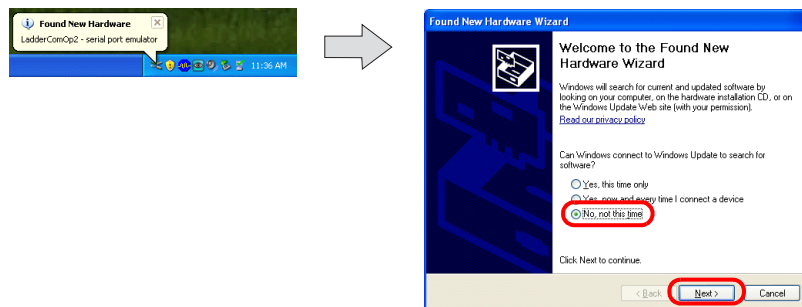 Found New Hardware
LadderComOp2 - serial port emulator
11:36 AM
Found New Hardware Wizard
Welcome to the Found New
Hardware Wizard
Windows will search for current and updated software by
looking on your computer, on the hardware installation CD, or on
the Windows Update Web site (with your permission).
Read our privacy policy
Can Windows connect to Windows Update to search for
software?
Yes, this time only
Yes, now and every time I connect a device
No, not this time
Click Next to continue.
< Back
Next >
Cancel